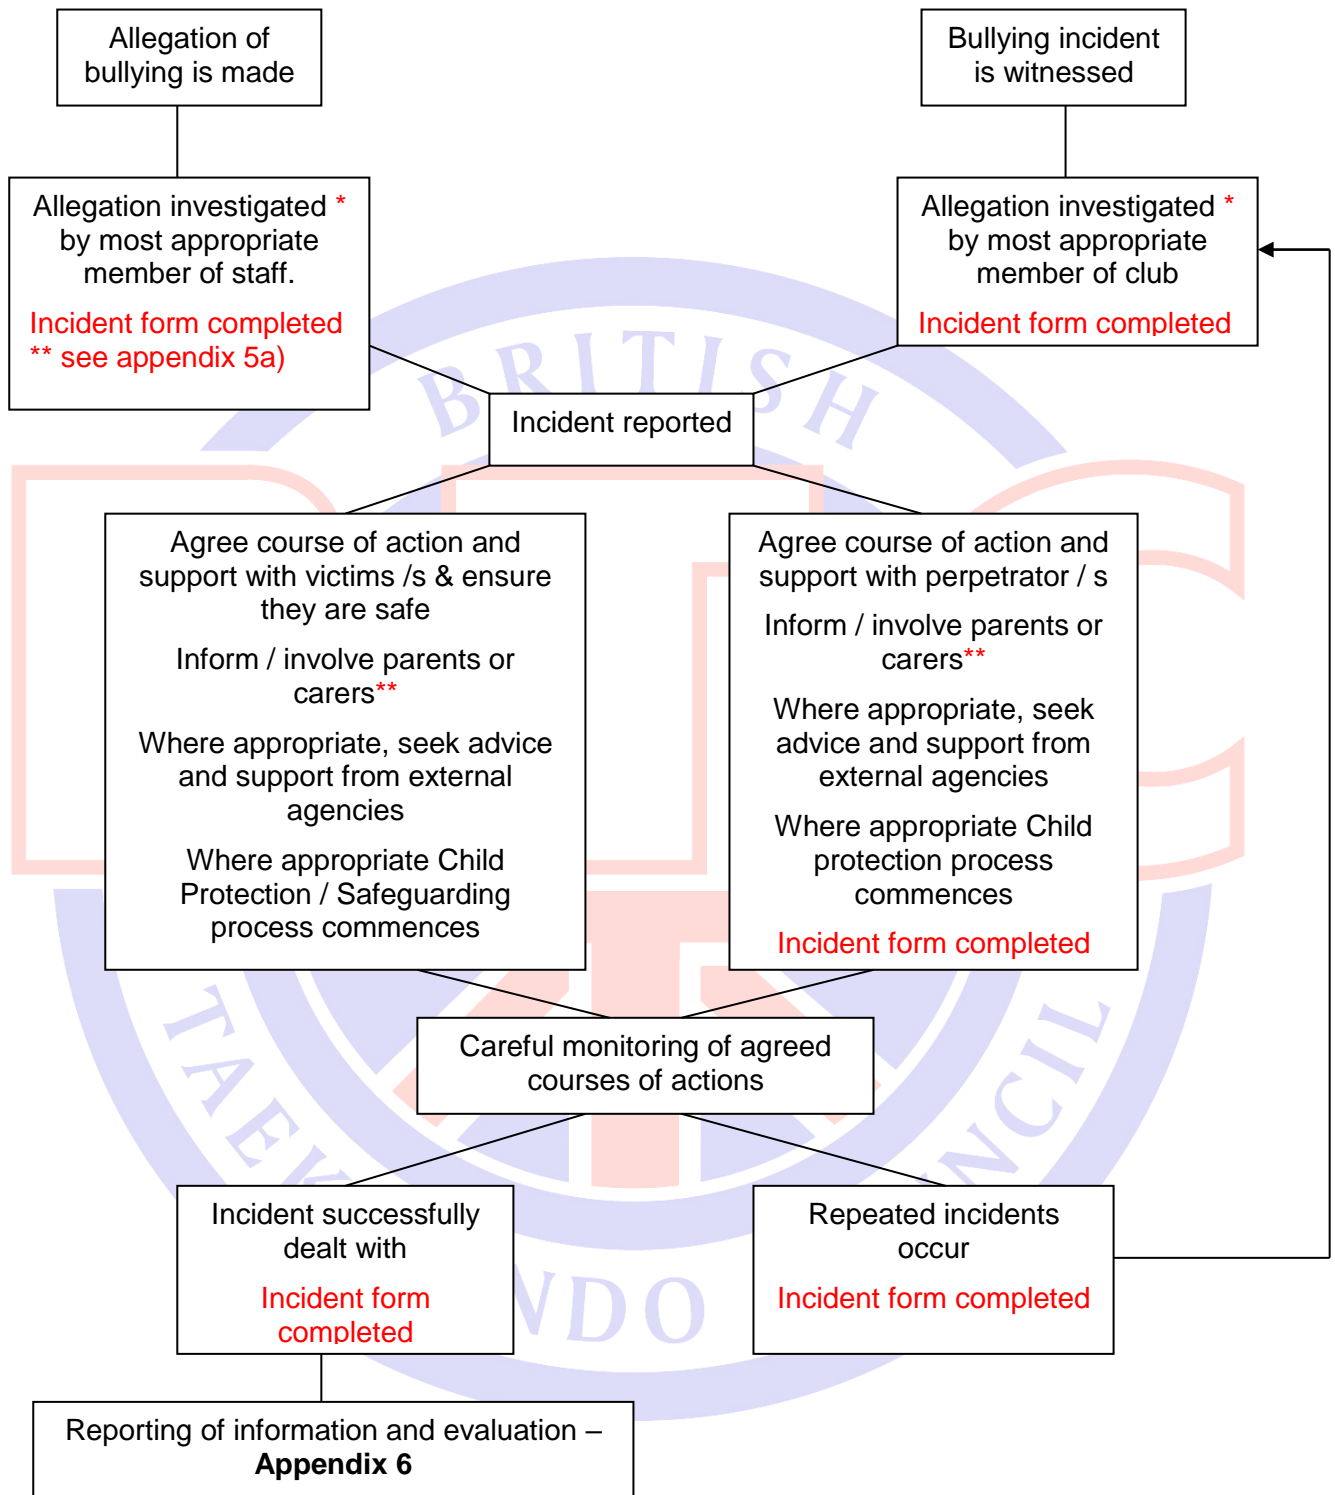 Allegation of
bullying is made
Bullying incident
is witnessed
Allegation investigated *
by most appropriate
member of staff.
Incident form completed
** see appendix 5a)
Allegation investigated *
by most appropriate
member of club
Incident form completed
Incident reported
Agree course of action and
support with victims /s & ensure
they are safe
Inform / involve parents or
carers**
Where appropriate, seek advice
and support from external
agencies
Where appropriate Child
Protection / Safeguarding
process commences
Agree course of action and
support with perpetrator / s
Inform / involve parents or
carers**
Where appropriate, seek
advice and support from
external agencies
Where appropriate Child
protection process
commences
Incident form completed
Careful monitoring of agreed
courses of actions
Incident successfully
dealt with
Incident form
completed
Repeated incidents
occur
Incident form completed
Reporting of information and evaluation –
Appendix 6
BRITISH